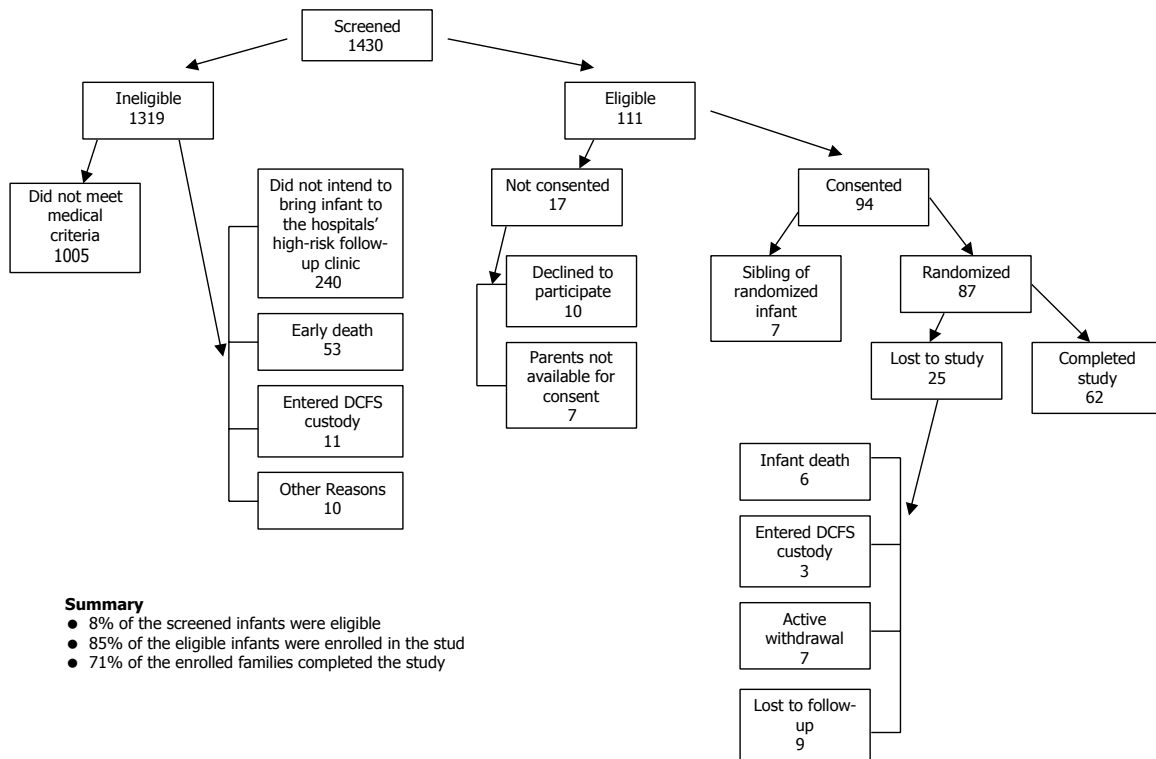 Screened
1430
Ineligible
1319
Eligible
111
Did not meet
medical
criteria
1005
Did not intend to
bring infant to
the hospitals’
high-risk follow-
up clinic
240
Early death
53
Entered DCFS
custody
11
Other Reasons
10
Not consented
17
Declined to
participate
10
Parents not
available for
consent
7
Consented
94
Sibling of
randomized
infant
7
Randomized
87
Lost to study
25
Completed
study
62
Infant death
6
Entered DCFS
custody
3
Active
withdrawal
7
Lost to follow-
up
9
Summary
● 8% of the screened infants were eligible
● 85% of the eligible infants were enrolled in the stud
● 71% of the enrolled families completed the study